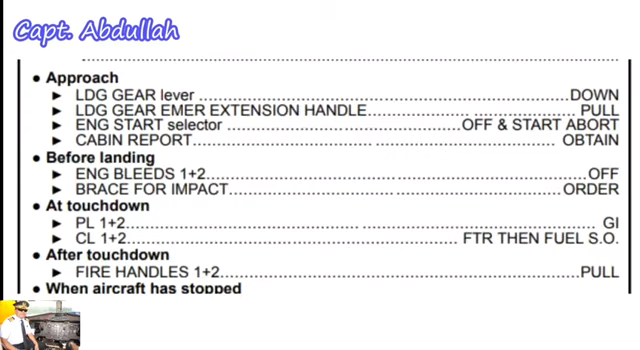 Capt. Abdullah
● Approach
► LDG GEAR lever ........................................................................DOWN
► LDG GEAR EMER EXTENSION HANDLE.......................................... PULL
► ENG START selector ..............................................OFF & START ABORT
► CABIN REPORT................................................................... OBTAIN
● Before landing
► ENG BLEEDS 1+2......................................................................OFF
► BRACE FOR IMPACT..............................................................ORDER
● At touchdown
► PL 1+2............................................................................... GI
► CL 1+2............................................................ FTR THEN FUEL S.O.
● After touchdown
► FIRE HANDLES 1+2..................................................................PULL
● When aircraft has stopped